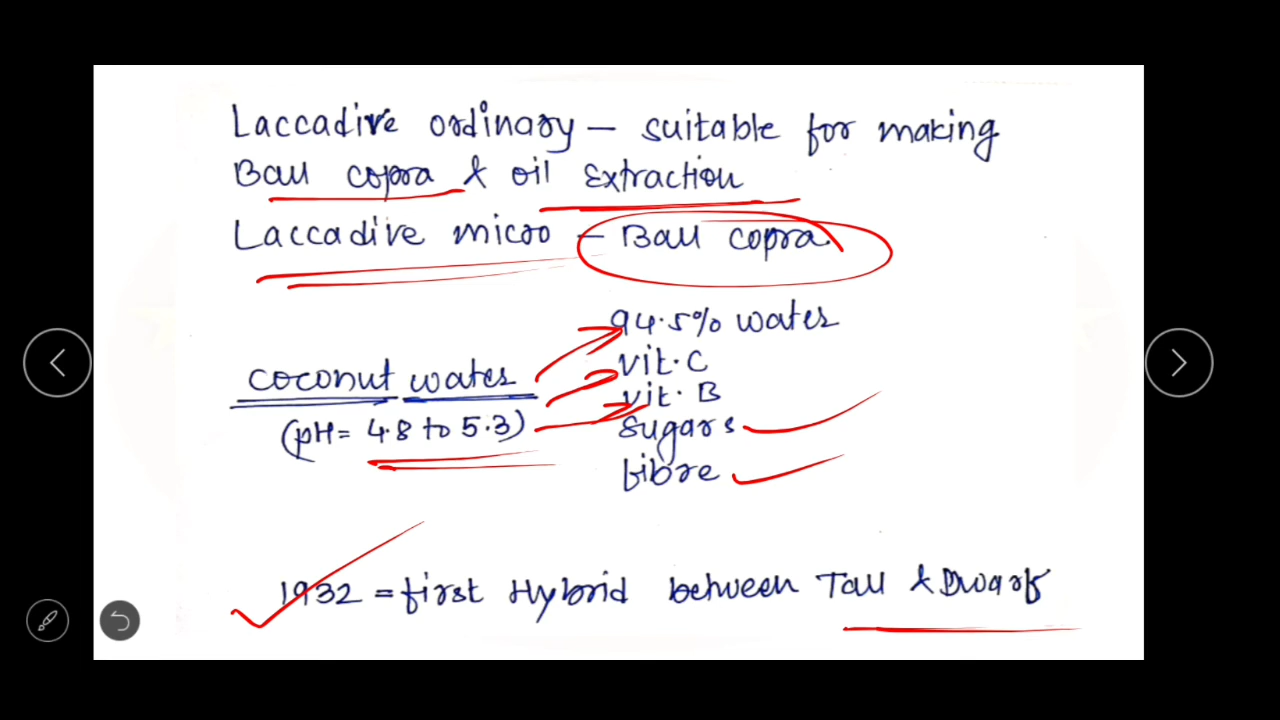 Laccadive ordinary – suitable for making
Ball copra & oil Extraction
Laccadive micro – Ball copra
94.5% water
vit. C
coconut water
vit. B
(pH = 4.8 to 5.3)
sugars
fibre
1932 = first Hybrid between Tall & Dwarf